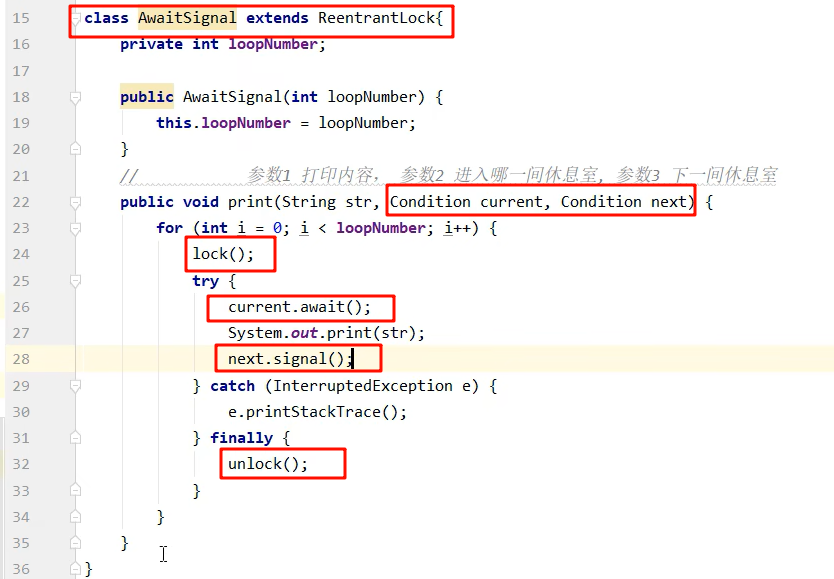 15 class AwaitSignal extends ReentrantLock{
16 private int loopNumber;
17
18 public AwaitSignal(int loopNumber) {
19 this.loopNumber = loopNumber;
20 }
21 // 参数1 打印内容， 参数2 进入哪一间休息室, 参数3 下一间休息室
22 public void print(String str, Condition current, Condition next) {
23 for (int i = 0; i < loopNumber; i++) {
24 lock();
25 try {
26 current.await();
27 System.out.print(str);
28 next.signal();
29 } catch (InterruptedException e) {
30 e.printStackTrace();
31 } finally {
32 unlock();
33 }
34 }
35 }
36 }